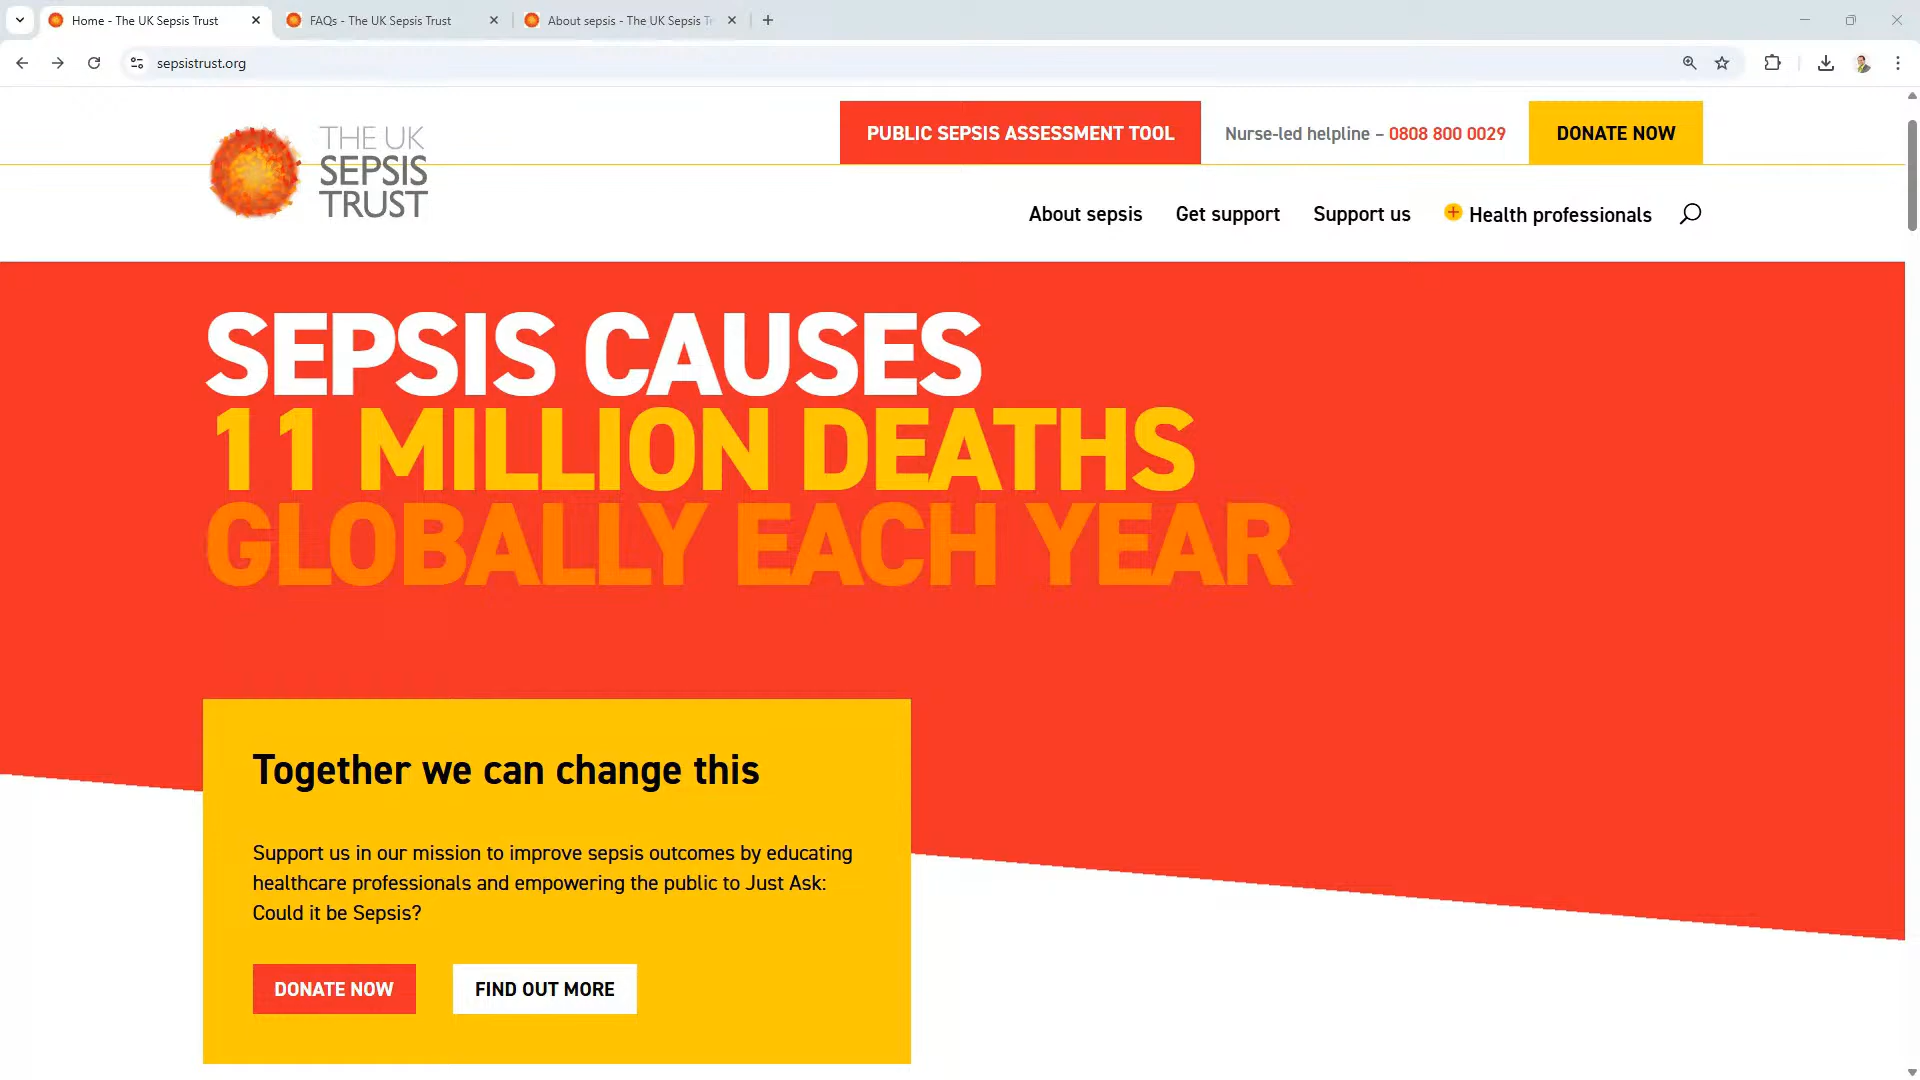 Home - The UK Sepsis Trust
FAQs - The UK Sepsis Trust
About sepsis - The UK Sepsis
sepsistrust.org
THE UK
SEPSIS
TRUST
PUBLIC SEPSIS ASSESSMENT TOOL
Nurse-led helpline – 0808 800 0029
DONATE NOW
About sepsis
Get support
Support us
Health professionals
SEPSIS CAUSES
11 MILLION DEATHS
GLOBALLY EACH YEAR
Together we can change this
Support us in our mission to improve sepsis outcomes by educating
healthcare professionals and empowering the public to Just Ask:
Could it be Sepsis?
DONATE NOW
FIND OUT MORE